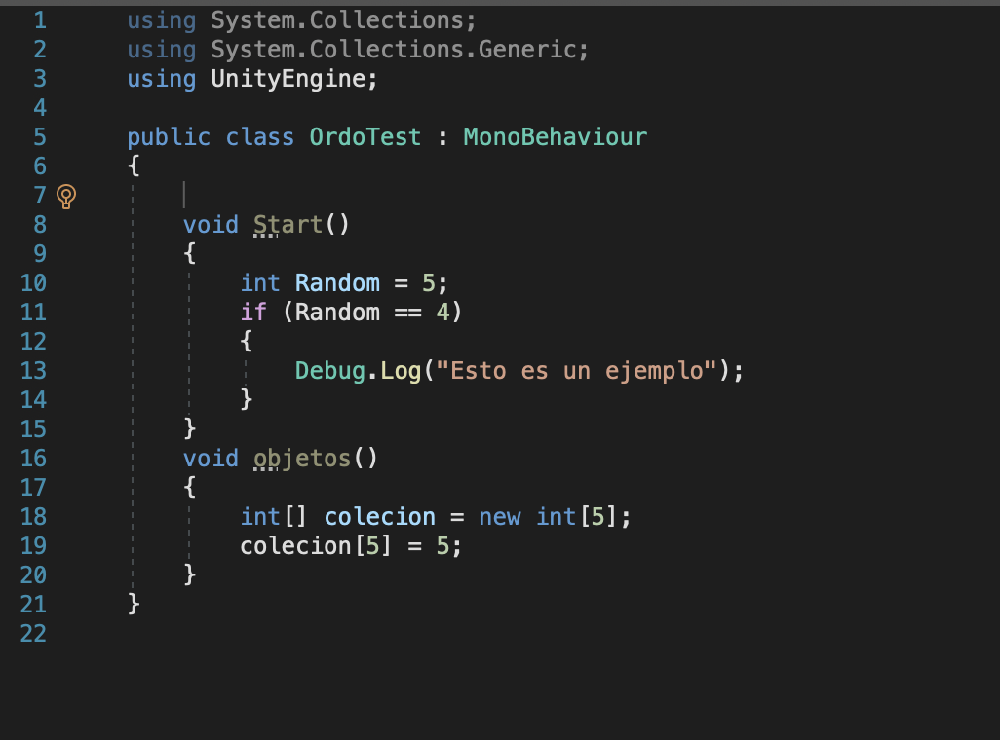 1 using System.Collections;
2 using System.Collections.Generic;
3 using UnityEngine;
4
5 public class OrdoTest : MonoBehaviour
6 {
7
8     void Start()
9     {
10         int Random = 5;
11         if (Random == 4)
12         {
13             Debug.Log("Esto es un ejemplo");
14         }
15     }
16     void objetos()
17     {
18         int[] colecion = new int[5];
19         colecion[5] = 5;
20     }
21 }
22